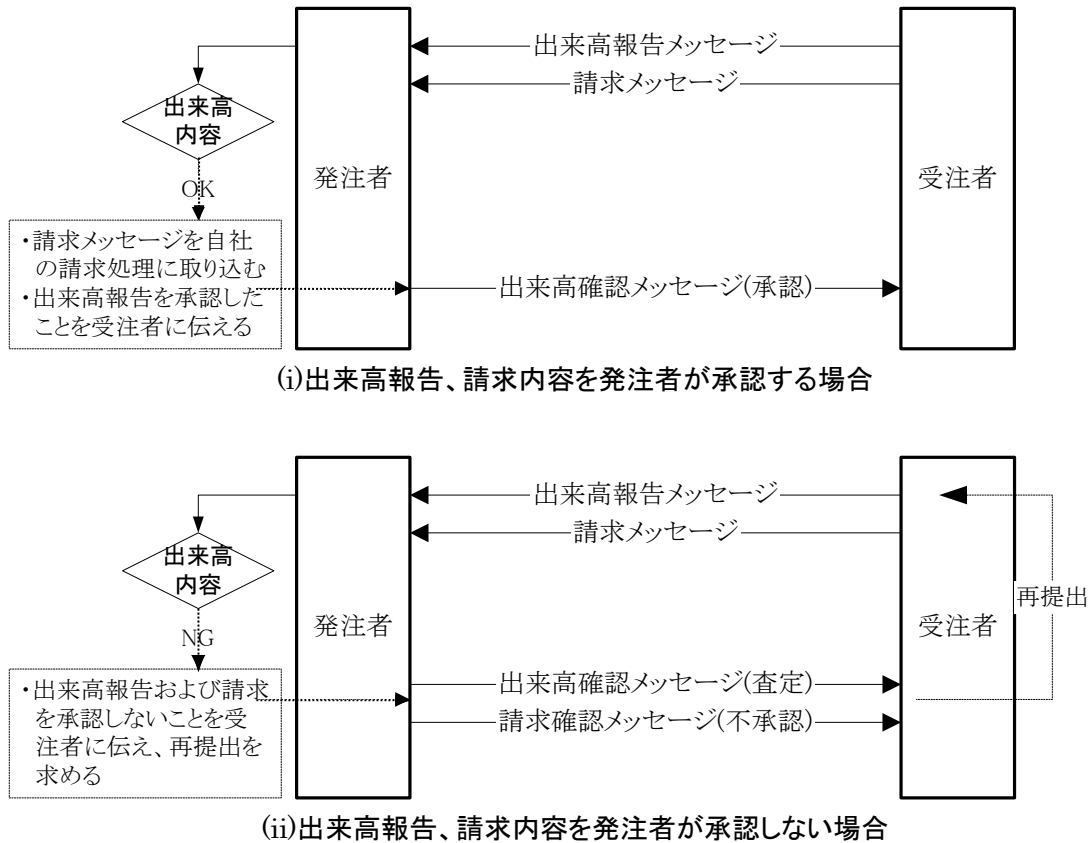 出来高報告メッセージ
請求メッセージ
出来高
内容
発注者
受注者
OK
・請求メッセージを自社
の請求処理に取り込む
・出来高報告を承認した
ことを受注者に伝える
出来高確認メッセージ(承認)
(i)出来高報告、請求内容を発注者が承認する場合
出来高報告メッセージ
請求メッセージ
出来高
内容
再提出
発注者
受注者
NG
・出来高報告および請求
を承認しないことを受
注者に伝え、再提出を
求める
出来高確認メッセージ(査定)
請求確認メッセージ(不承認)
(ii)出来高報告、請求内容を発注者が承認しない場合